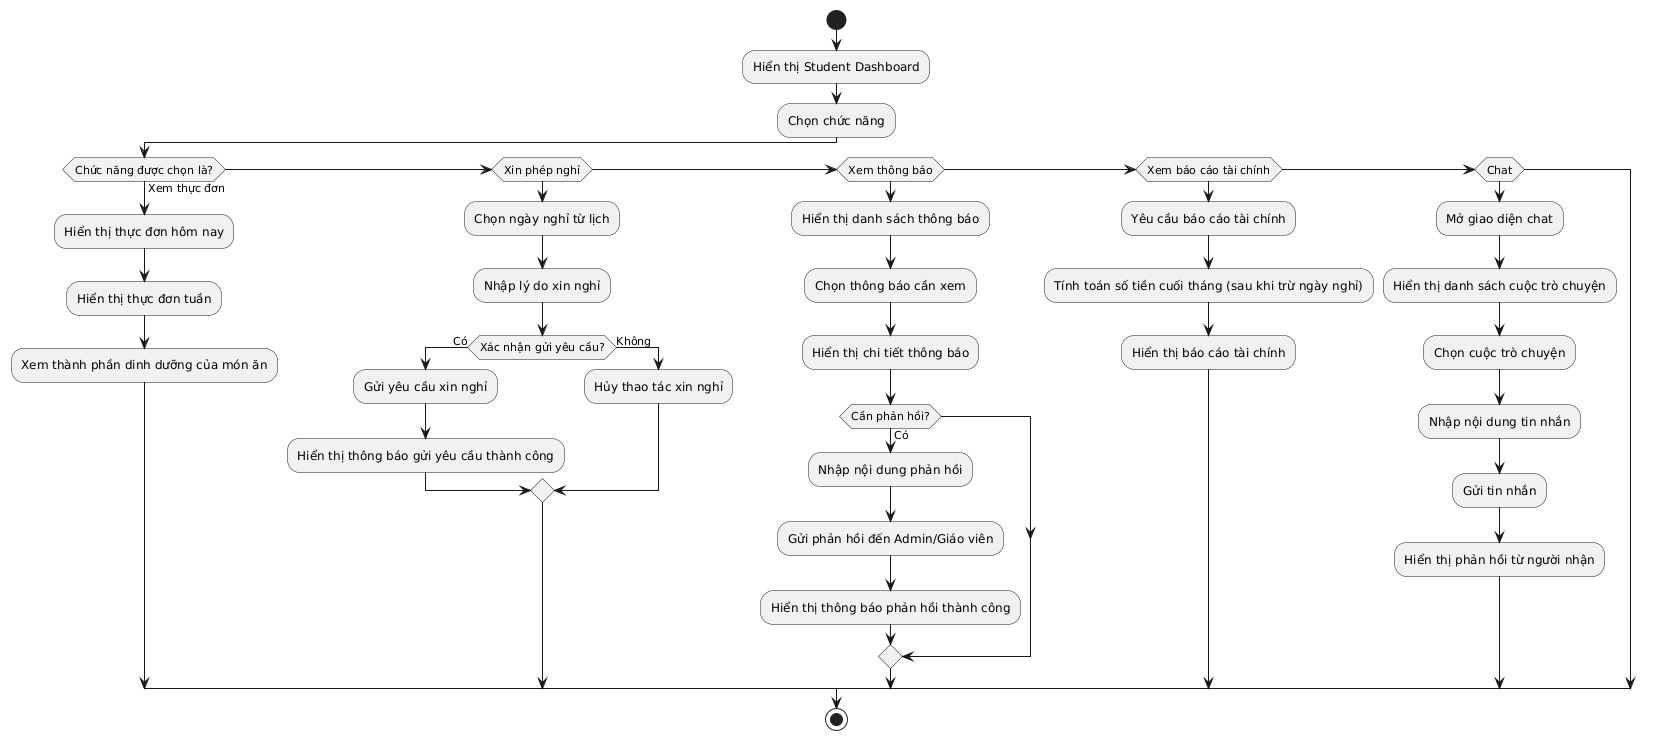 Hiển thị Student Dashboard
Chọn chức năng
Chức năng được chọn là?
Xem thực đơn
Hiển thị thực đơn hôm nay
Hiển thị thực đơn tuần
Xem thành phần dinh dưỡng của món ăn
Xin phép nghỉ
Chọn ngày nghỉ từ lịch
Nhập lý do xin nghỉ
Xác nhận gửi yêu cầu?
Có
Không
Gửi yêu cầu xin nghỉ
Hiển thị thông báo gửi yêu cầu thành công
Hủy thao tác xin nghỉ
Xem thông báo
Hiển thị danh sách thông báo
Chọn thông báo cần xem
Hiển thị chi tiết thông báo
Cần phản hồi?
Có
Nhập nội dung phản hồi
Gửi phản hồi đến Admin/Giáo viên
Hiển thị thông báo phản hồi thành công
Xem báo cáo tài chính
Yêu cầu báo cáo tài chính
Tính toán số tiền cuối tháng (sau khi trừ ngày nghỉ)
Hiển thị báo cáo tài chính
Chat
Mở giao diện chat
Hiển thị danh sách cuộc trò chuyện
Chọn cuộc trò chuyện
Nhập nội dung tin nhắn
Gửi tin nhắn
Hiển thị phản hồi từ người nhận